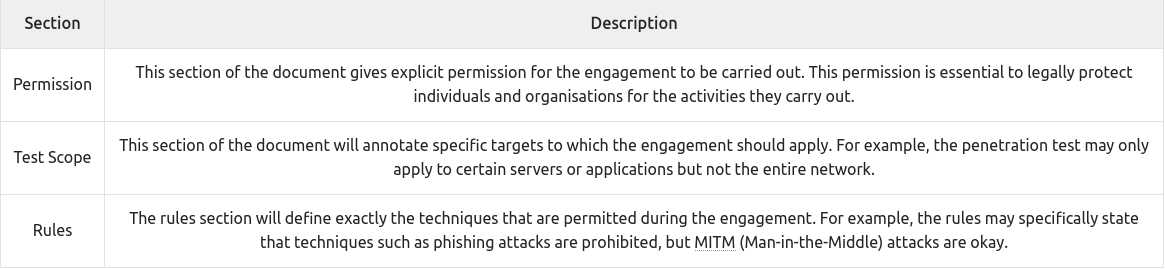 Section Description
Permission
This section of the document gives explicit permission for the engagement to be carried out. This permission is essential to legally protect
individuals and organisations for the activities they carry out.
Test Scope
This section of the document will annotate specific targets to which the engagement should apply. For example, the penetration test may only
apply to certain servers or applications but not the entire network.
Rules
The rules section will define exactly the techniques that are permitted during the engagement. For example, the rules may specifically state
that techniques such as phishing attacks are prohibited, but MITM (Man-in-the-Middle) attacks are okay.